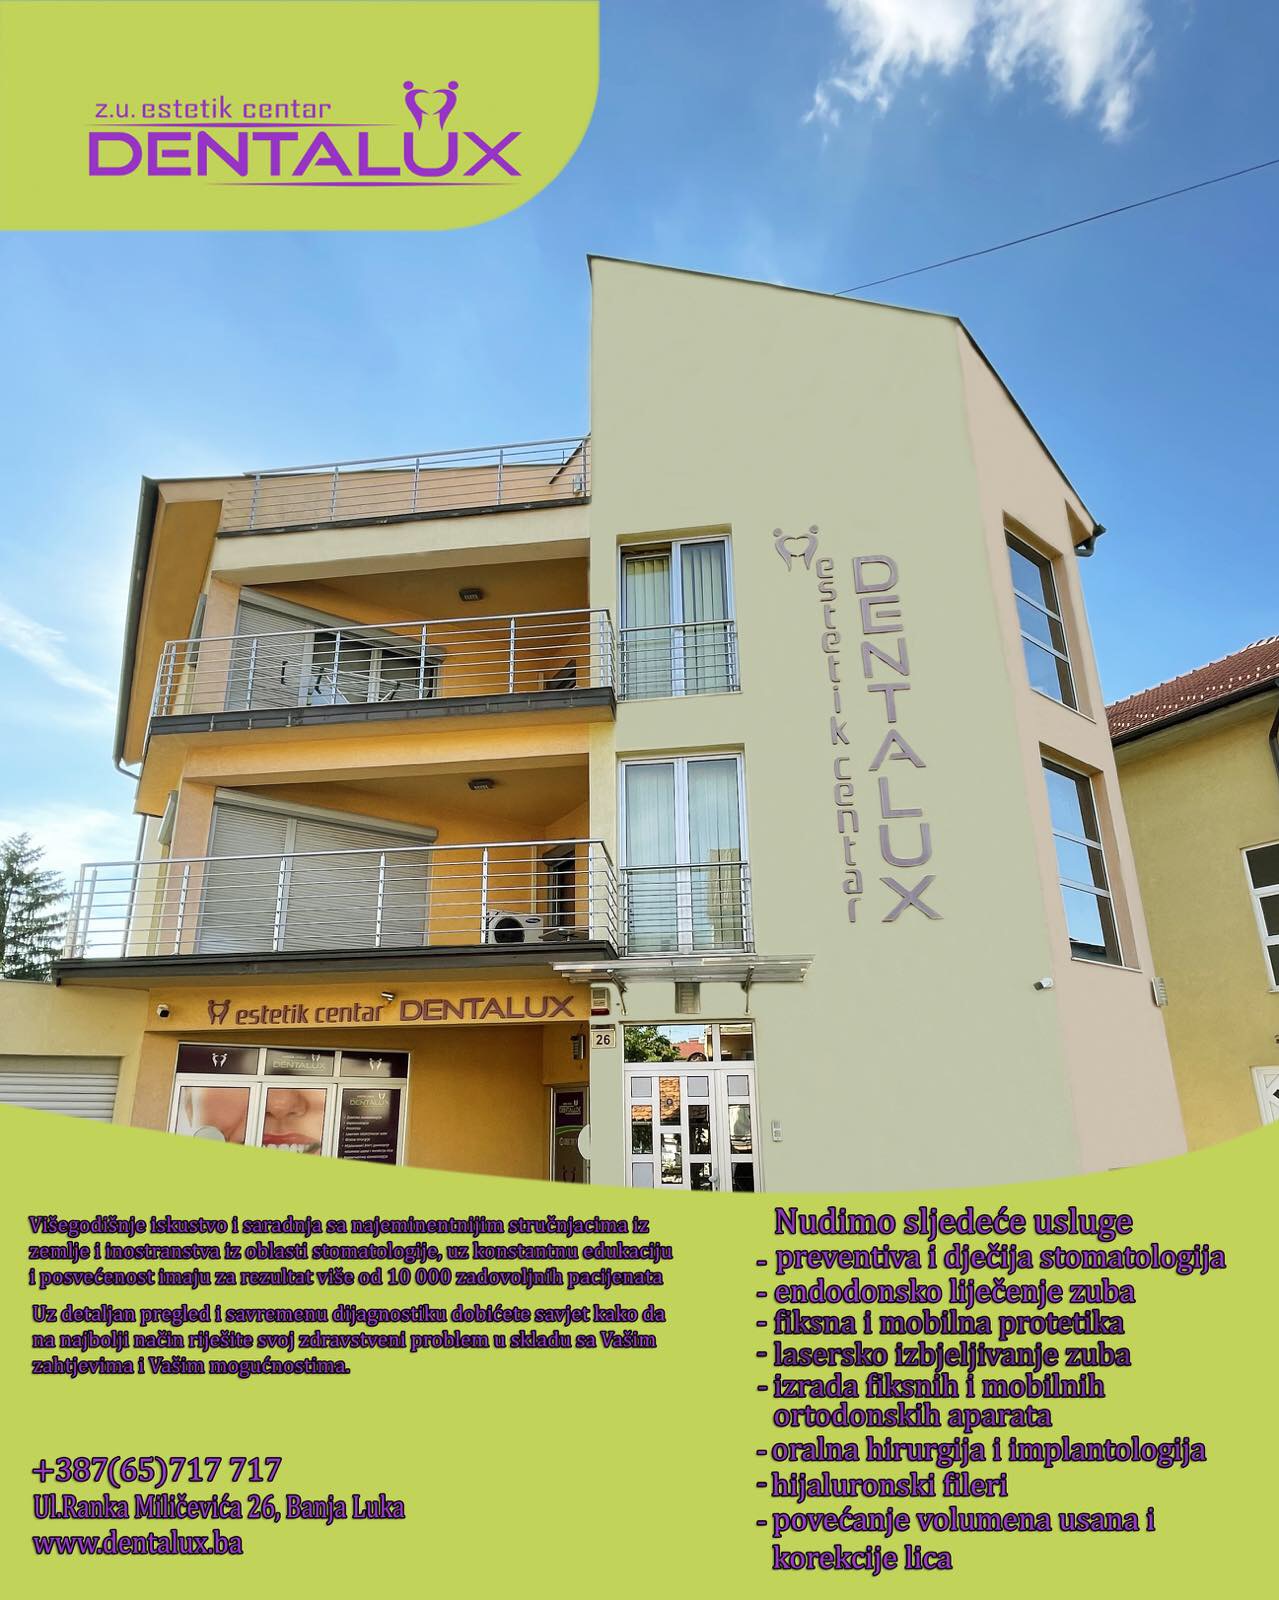 z.u. estetik centar
DENTALUX
estetik centar
DENTALUX
estetik centar DENTALUX
26
DENTALUX
DENTALUX
Višegodišnje iskustvo i saradnja sa najeminentnijim stručnjacima iz
zemlje i inostranstva iz oblasti stomatologije, uz konstantnu edukaciju
i posvećenost imaju za rezultat više od 10 000 zadovoljnih pacijenata
Uz detaljan pregled i savremenu dijagnostiku dobićete savjet kako da
na najbolji način riješite svoj zdravstveni problem u skladu sa Vašim
zahtjevima i Vašim mogućnostima.
+387(65)717 717
Ul.Ranka Miličevića 26, Banja Luka
www.dentalux.ba
Nudimo sljedeće usluge
- preventiva i dječija stomatologija
- endodonsko liječenje zuba
- fiksna i mobilna protetika
- lasersko izbjeljivanje zuba
- izrada fiksnih i mobilnih
ortodonskih aparata
- oralna hirurgija i implantologija
- hijaluronski fileri
- povećanje volumena usana i
korekcije lica